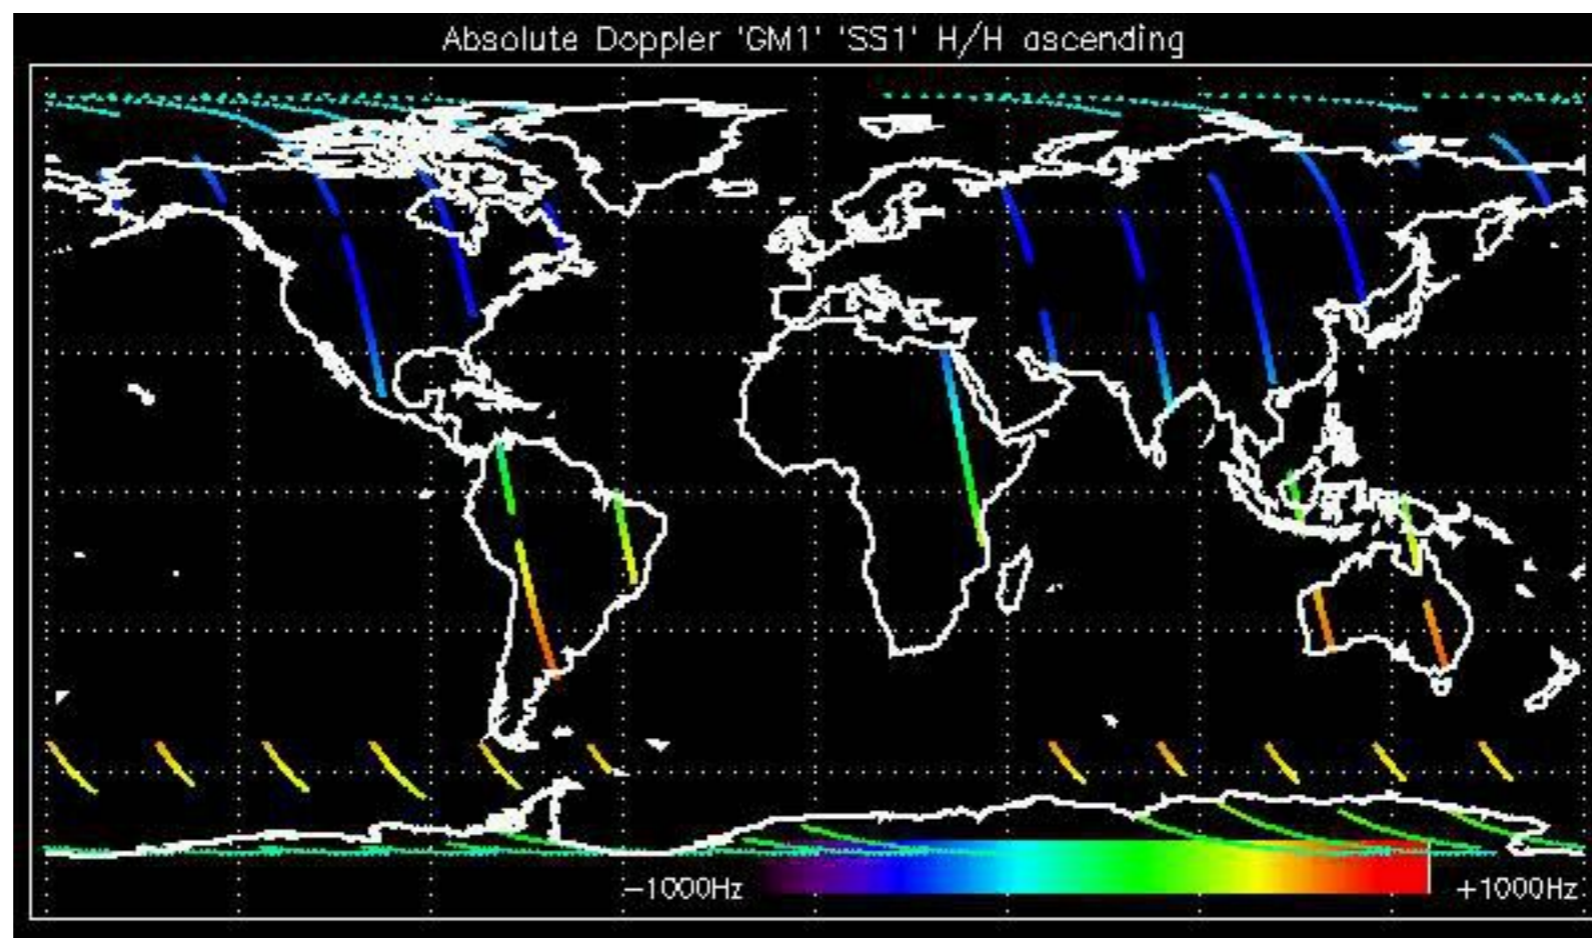 Absolute Doppler 'GM1' 'SS1' H/H ascending
-1000Hz +1000Hz